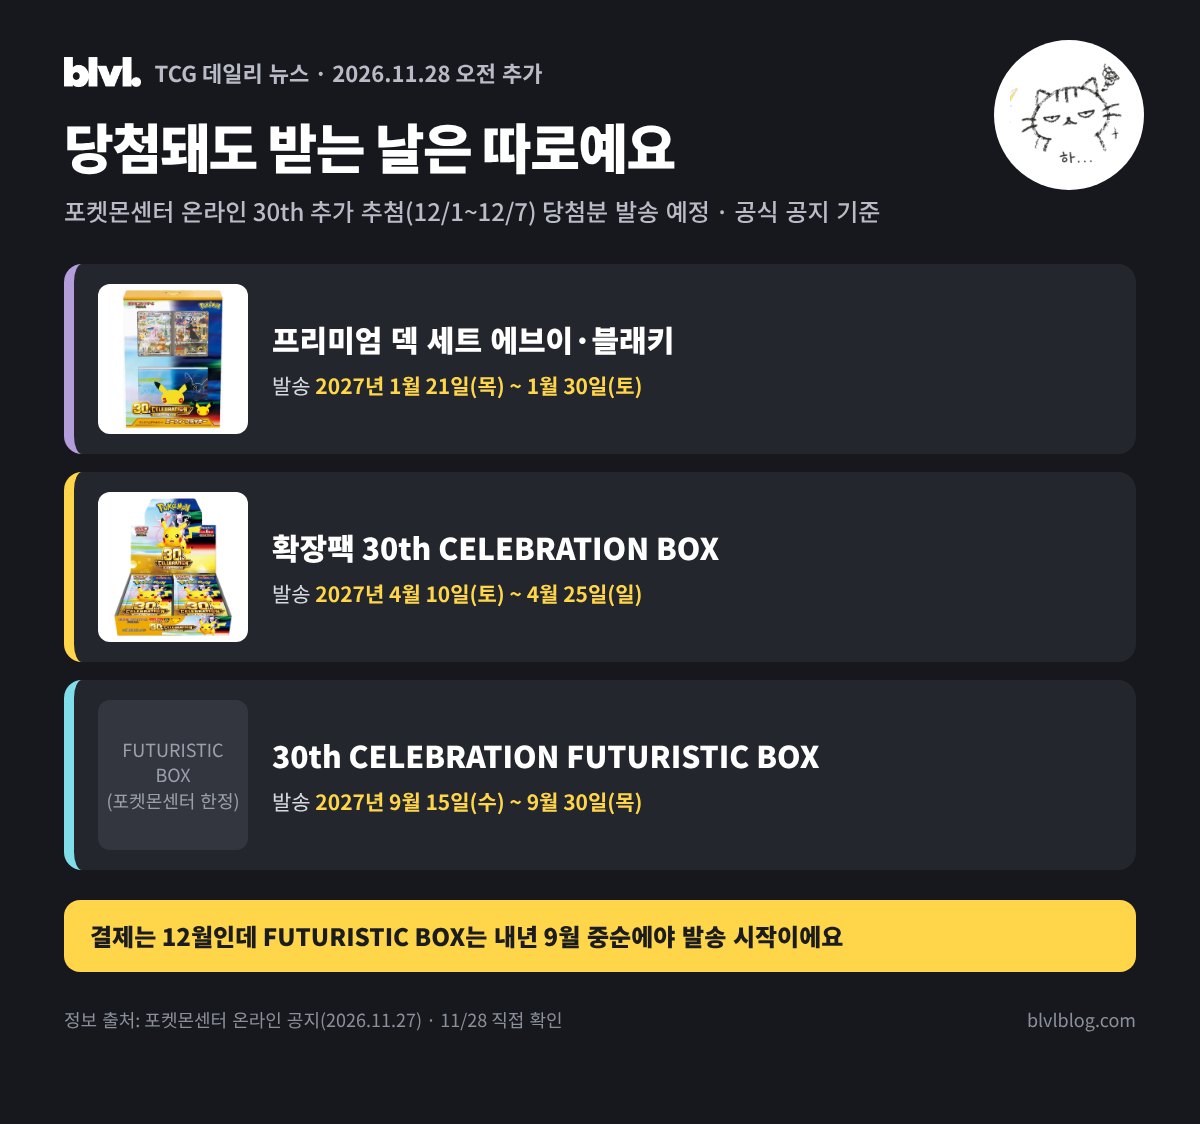 blvl. TCG 데일리 뉴스 · 2026.11.28 오전 추가
당첨돼도 받는 날은 따로예요
하...
포켓몬센터 온라인 30th 추가 추첨(12/1~12/7) 당첨분 발송 예정 · 공식 공지 기준
Pokémon
30th CELEBRATION
프리미엄 덱 세트 에브이·블래키
발송 2027년 1월 21일(목) ~ 1월 30일(토)
Pokémon
30th CELEBRATION
확장팩 30th CELEBRATION BOX
발송 2027년 4월 10일(토) ~ 4월 25일(일)
FUTURISTIC
BOX
(포켓몬센터 한정)
30th CELEBRATION FUTURISTIC BOX
발송 2027년 9월 15일(수) ~ 9월 30일(목)
결제는 12월인데 FUTURISTIC BOX는 내년 9월 중순에야 발송 시작이에요
정보 출처: 포켓몬센터 온라인 공지(2026.11.27) · 11/28 직접 확인
blvlblog.com